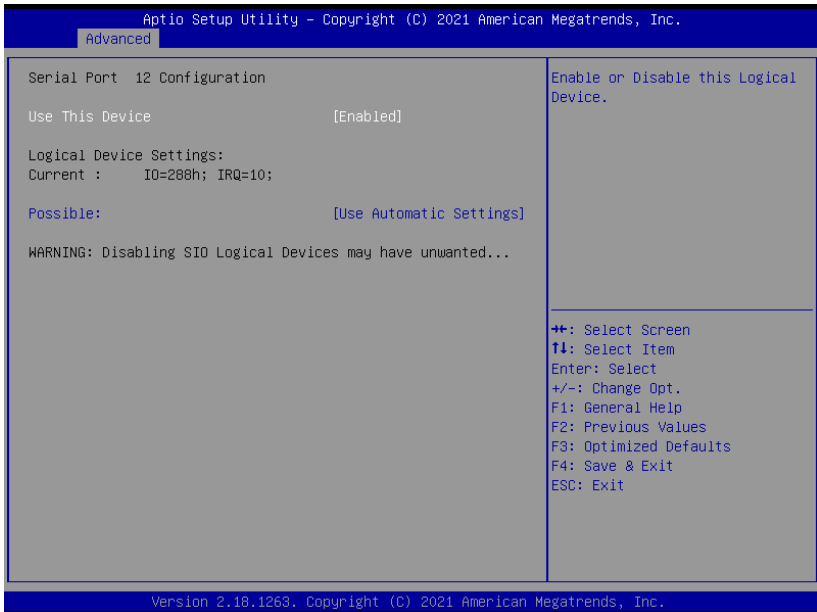 Aptio Setup Utility – Copyright (C) 2021 American Megatrends, Inc.
Advanced
Serial Port 12 Configuration
Use This Device [Enabled]
Logical Device Settings:
Current : IO=288h; IRQ=10;
Possible: [Use Automatic Settings]
WARNING: Disabling SIO Logical Devices may have unwanted...
Enable or Disable this Logical
Device.
→←: Select Screen
↑↓: Select Item
Enter: Select
+/-: Change Opt.
F1: General Help
F2: Previous Values
F3: Optimized Defaults
F4: Save & Exit
ESC: Exit
Version 2.18.1263. Copyright (C) 2021 American Megatrends, Inc.